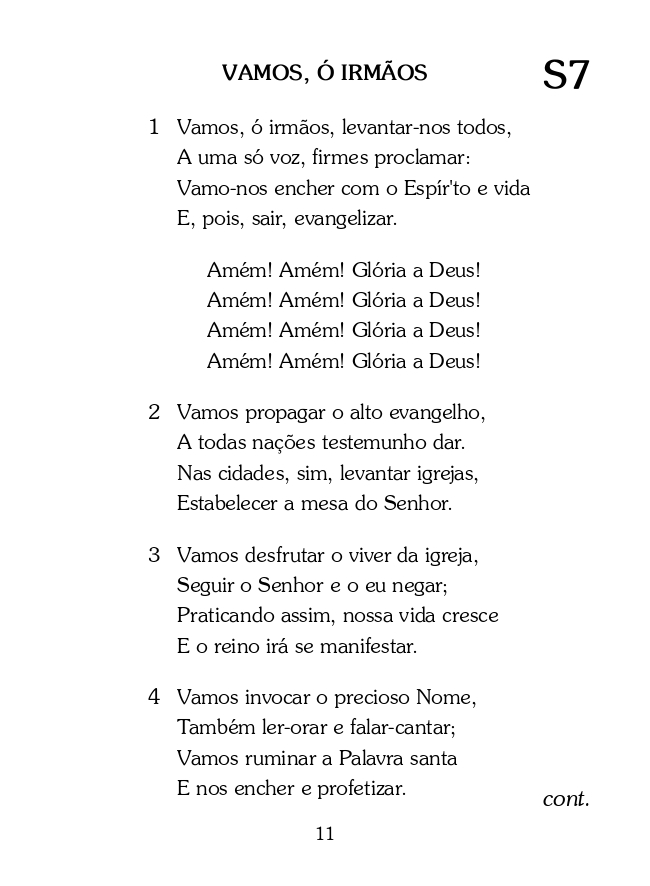 VAMOS, Ó IRMÃOS
S7
1 Vamos, ó irmãos, levantar-nos todos,
A uma só voz, firmes proclamar:
Vamo-nos encher com o Espír'to e vida
E, pois, sair, evangelizar.
Amém! Amém! Glória a Deus!
Amém! Amém! Glória a Deus!
Amém! Amém! Glória a Deus!
Amém! Amém! Glória a Deus!
2 Vamos propagar o alto evangelho,
A todas nações testemunho dar.
Nas cidades, sim, levantar igrejas,
Estabelecer a mesa do Senhor.
3 Vamos desfrutar o viver da igreja,
Seguir o Senhor e o eu negar;
Praticando assim, nossa vida cresce
E o reino irá se manifestar.
4 Vamos invocar o precioso Nome,
Também ler-orar e falar-cantar;
Vamos ruminar a Palavra santa
E nos encher e profetizar.
cont.
11